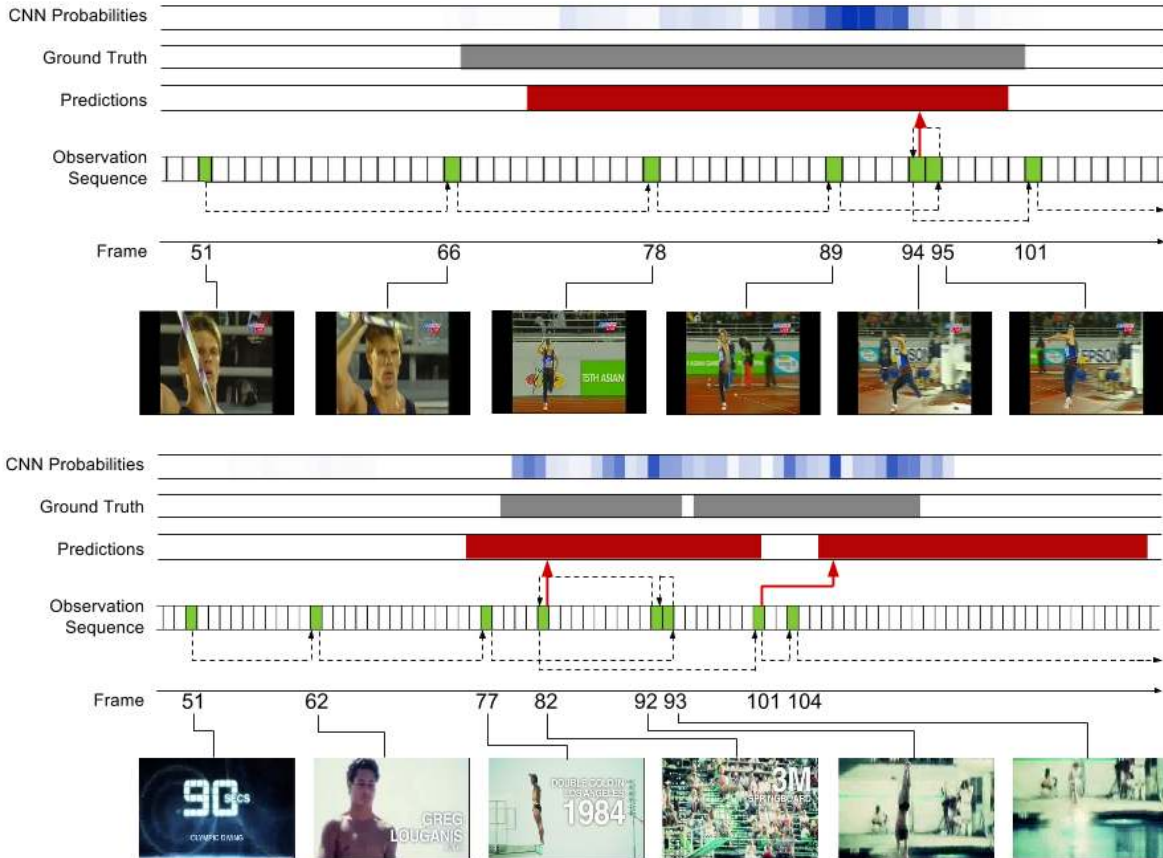 CNN Probabilities
Ground Truth
Predictions
Observation
Sequence
Frame
51 66 78 89 94 95 101
15TH ASIAN
EPSON
EPSON
CNN Probabilities
Ground Truth
Predictions
Observation
Sequence
Frame
51 62 77 82 92 93 101 104
90 SECS
OLYMPIC DIVING
GREG
LOUGANIS
DOUBLE GOLD IN
LOS ANGELES
1984
3M
SPRINGBOARD